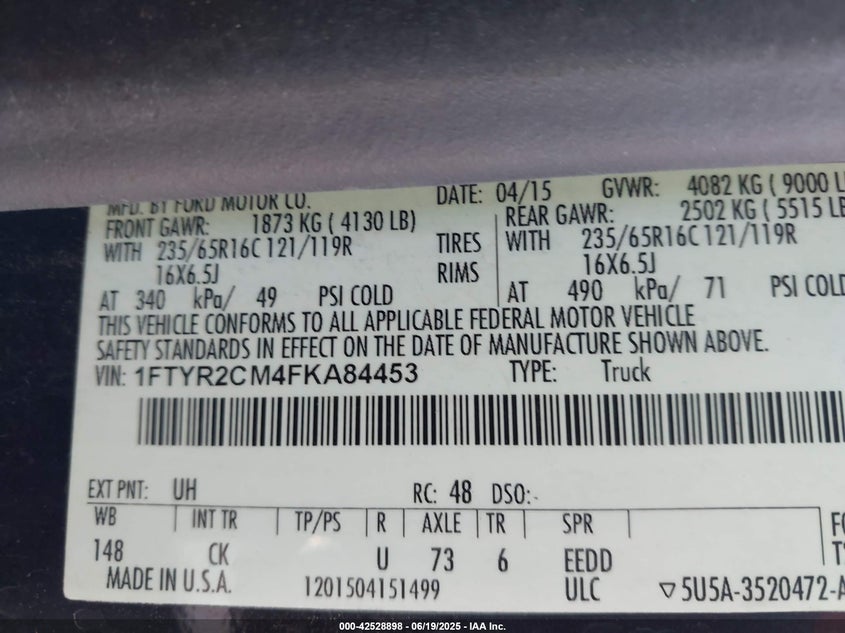 MFD. BY FORD MOTOR CO. DATE: 04/15 GVWR: 4082 KG ( 9000 L
FRONT GAWR: 1873 KG ( 4130 LB) REAR GAWR: 2502 KG ( 5515 LB
WITH 235/65R16C 121/119R TIRES WITH 235/65R16C 121/119R
16X6.5J RIMS 16X6.5J
AT 340 kPa/ 49 PSI COLD AT 490 kPa/ 71 PSI COLD
THIS VEHICLE CONFORMS TO ALL APPLICABLE FEDERAL MOTOR VEHICLE
SAFETY STANDARDS IN EFFECT ON THE DATE OF MANUFACTURE SHOWN ABOVE.
VIN: 1FTYR2CM4FKA84453 TYPE: Truck
EXT PNT: UH RC: 48 DSO:
WB INT TR TP/PS R AXLE TR SPR
148 CK U 73 6 EEDD
MADE IN U.S.A. 1201504151499 ULC ▽5U5A-3520472-A
000-42528898 - 06/19/2025 - IAA Inc.